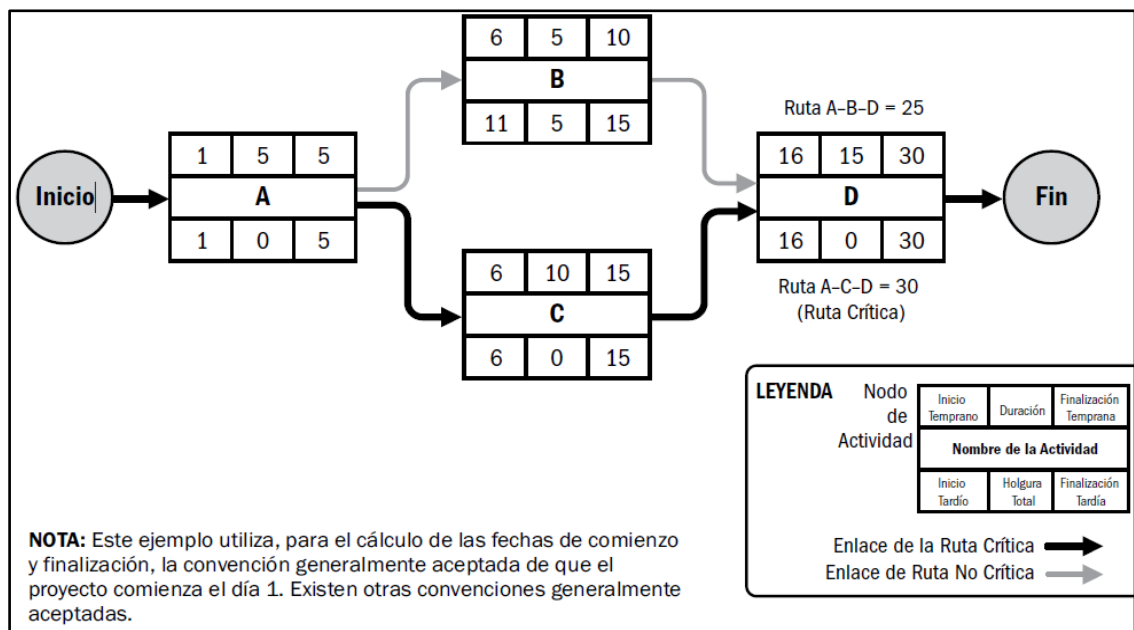 6 5 10
B
11 5 15
Ruta A–B–D = 25
1 5 5
A
1 0 5
Inicio
16 15 30
D
16 0 30
Fin
6 10 15
C
6 0 15
Ruta A–C–D = 30
(Ruta Crítica)
LEYENDA
Nodo
de
Actividad
Inicio
Temprano
Duración
Finalización
Temprana
Nombre de la Actividad
Inicio
Tardío
Holgura
Total
Finalización
Tardía
Enlace de la Ruta Crítica
Enlace de Ruta No Crítica
NOTA: Este ejemplo utiliza, para el cálculo de las fechas de comienzo
y finalización, la convención generalmente aceptada de que el
proyecto comienza el día 1. Existen otras convenciones generalmente
aceptadas.